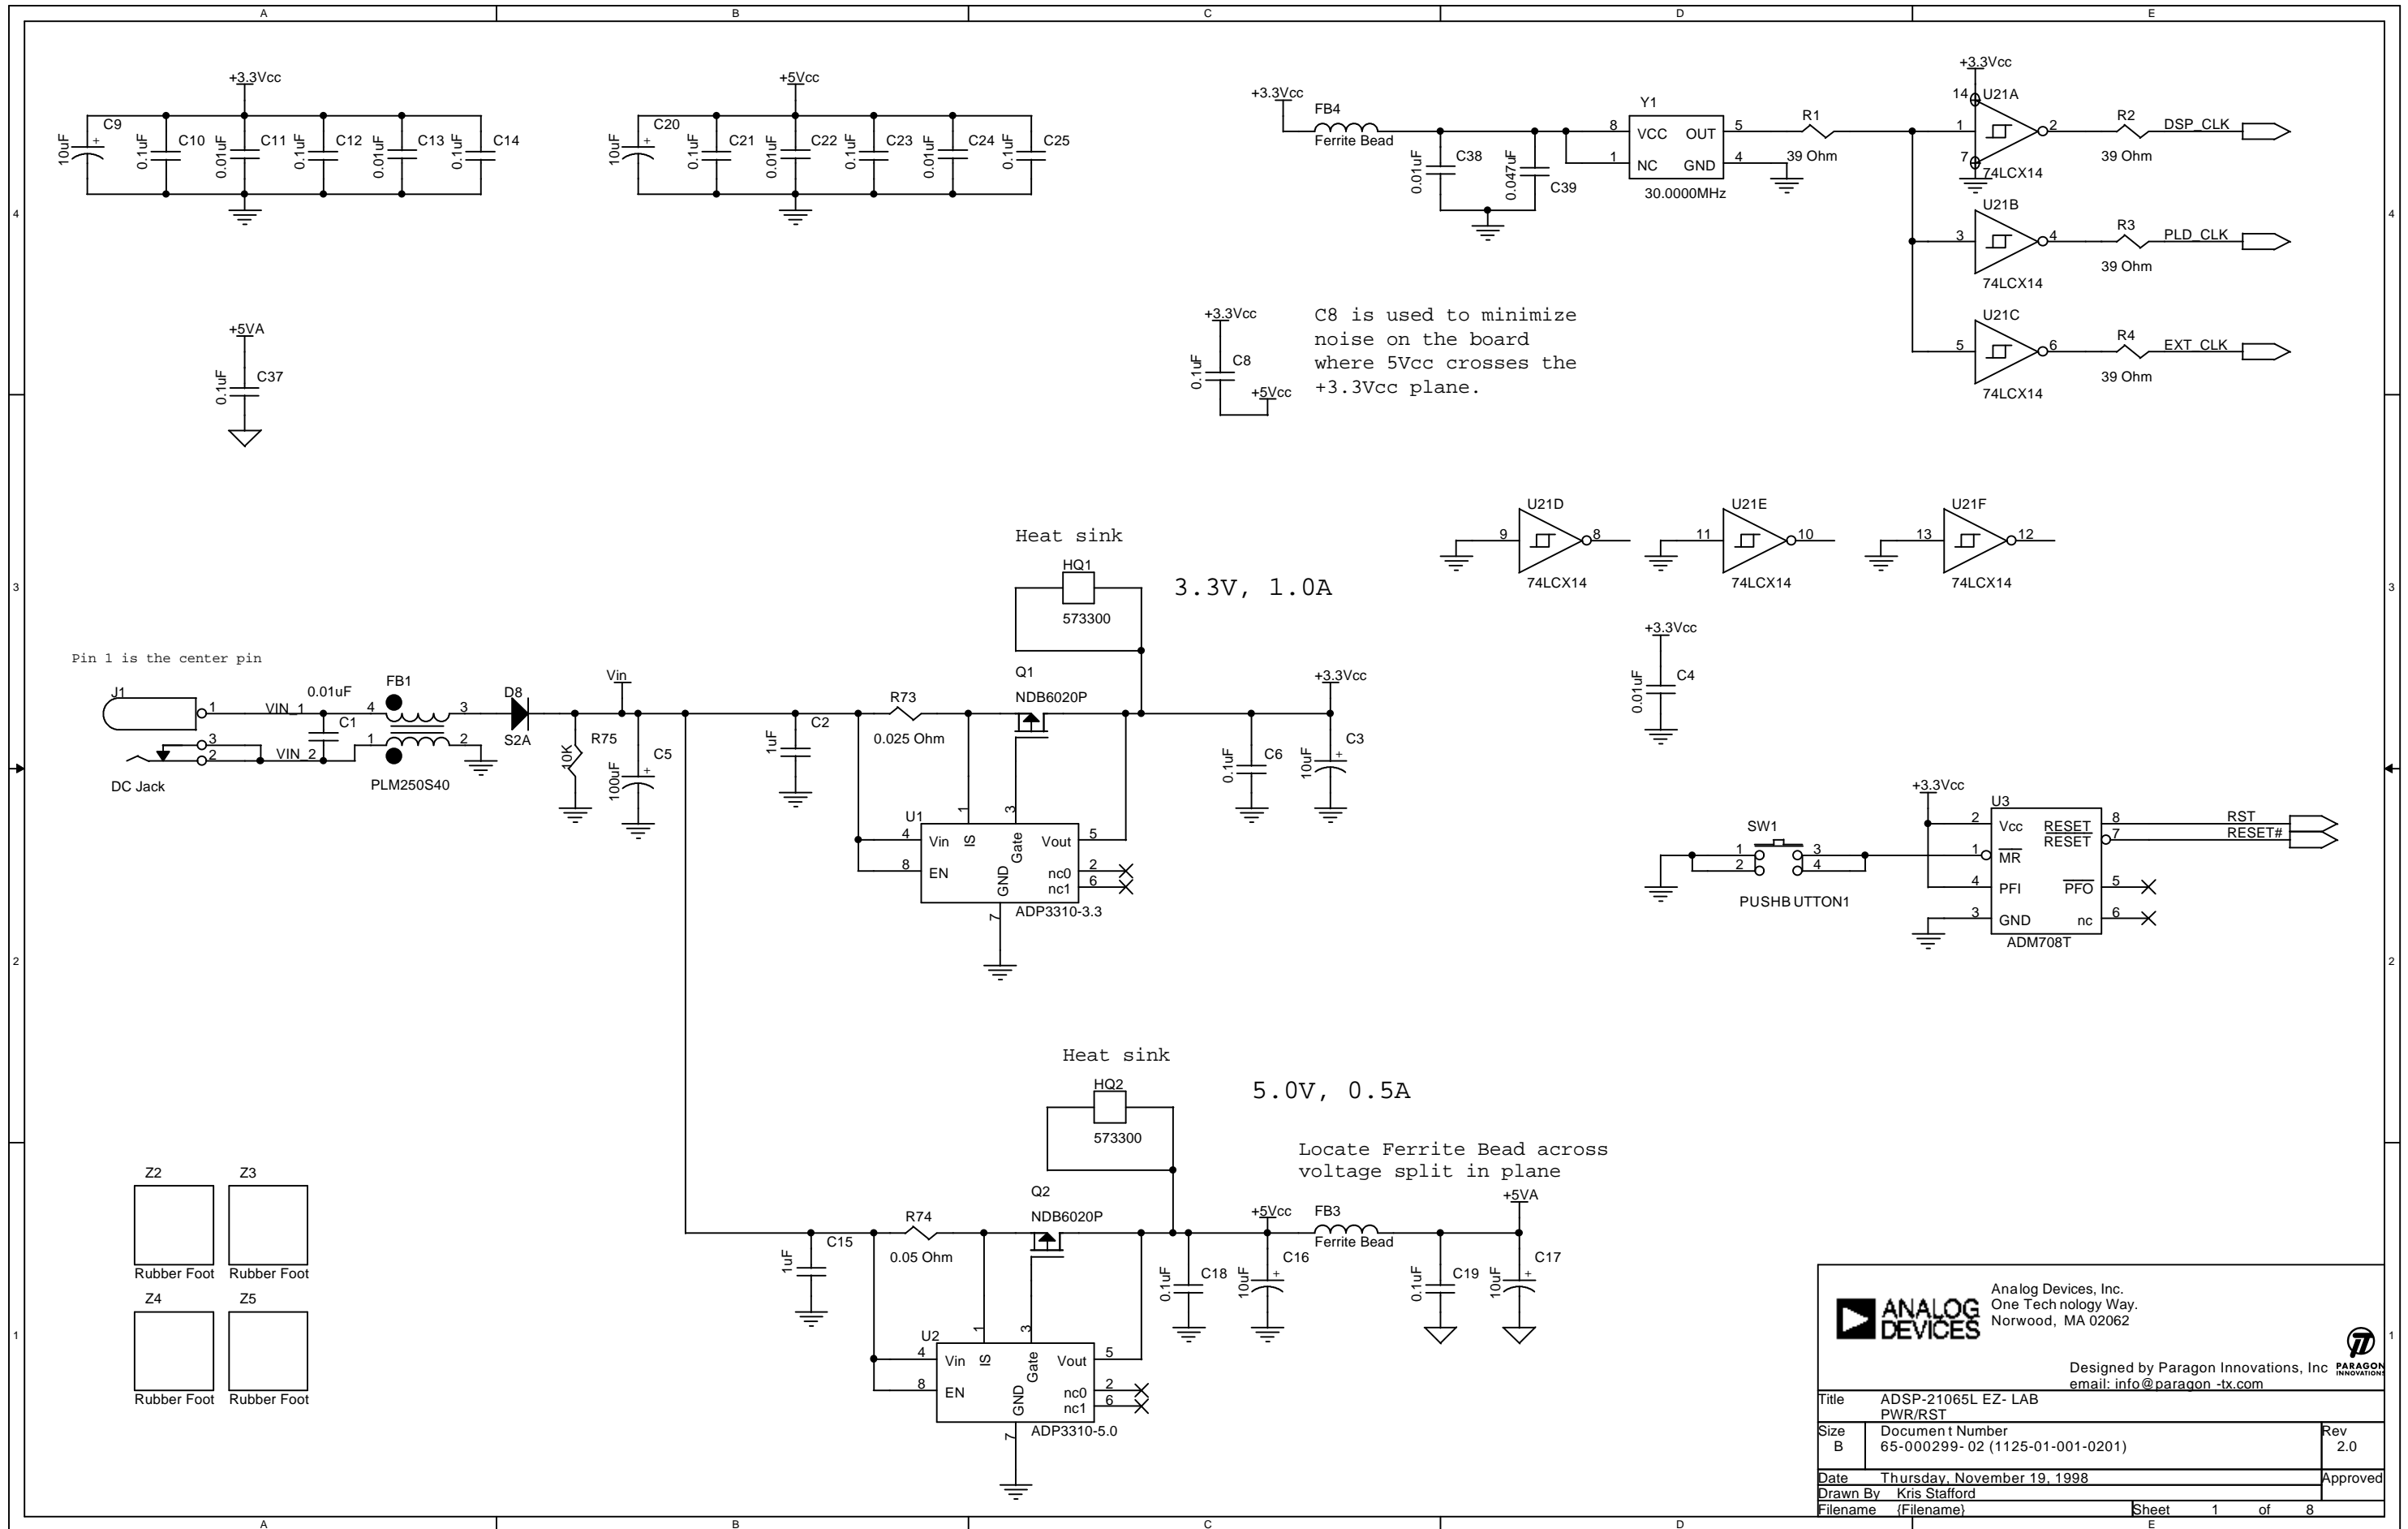 A B C D E
+3.3Vcc
C9 10uF
C10 0.1uF
C11 0.01uF
C12 0.1uF
C13 0.01uF
C14 0.1uF
+5Vcc
C20 10uF
C21 0.1uF
C22 0.01uF
C23 0.1uF
C24 0.01uF
C25 0.1uF
+3.3Vcc
FB4
Ferrite Bead
C38 0.01uF
C39 0.047uF
Y1
8 VCC OUT 5
1 NC GND 4
30.0000MHz
R1
39 Ohm
+3.3Vcc
14 U21A
1 2
7
74LCX14
R2
39 Ohm
DSP_CLK
4 4
U21B
3 4
74LCX14
R3
39 Ohm
PLD_CLK
U21C
5 6
74LCX14
R4
39 Ohm
EXT_CLK
+5VA
C37 0.1uF
+3.3Vcc
C8 0.1uF
+5Vcc
C8 is used to minimize
noise on the board
where 5Vcc crosses the
+3.3Vcc plane.
U21D
9 8
74LCX14
U21E
11 10
74LCX14
U21F
13 12
74LCX14
3 3
Heat sink
HQ1
573300
3.3V, 1.0A
Pin 1 is the center pin
J1
1
3
2
DC Jack
VIN_1
VIN_2
0.01uF
C1
FB1
4 3
1 2
PLM250S40
D8
S2A
R75 10K
Vin
C5 100uF
C2 1uF
R73
0.025 Ohm
Q1
NDB6020P
+3.3Vcc
C6 0.1uF
C3 10uF
U1
1 IS
3 Gate
4 Vin Vout 5
8 EN nc0 2
nc1 6
GND 7
ADP3310-3.3
+3.3Vcc
C4 0.01uF
SW1
1 3
2 4
PUSHB UTTON1
+3.3Vcc
U3
2 Vcc RESET 8 RST
RESET 7 RESET#
1 MR
4 PFI PFO 5
3 GND nc 6
ADM708T
2 2
Heat sink
HQ2
573300
5.0V, 0.5A
Locate Ferrite Bead across
voltage split in plane
Z2
Rubber Foot
Z3
Rubber Foot
Z4
Rubber Foot
Z5
Rubber Foot
C15 1uF
R74
0.05 Ohm
Q2
NDB6020P
C18 0.1uF
+5Vcc
C16 10uF
FB3
Ferrite Bead
C19 0.1uF
+5VA
C17 10uF
U2
1 IS
3 Gate
4 Vin Vout 5
8 EN nc0 2
nc1 6
GND 7
ADP3310-5.0
1 1
ANALOG
DEVICES
Analog Devices, Inc.
One Tech nology Way.
Norwood, MA 02062
PARAGON
INNOVATIONS
Designed by Paragon Innovations, Inc
email: info@paragon -tx.com
Title ADSP-21065L EZ- LAB
PWR/RST
Size Documen t Number Rev
B 65-000299- 02 (1125-01-001-0201) 2.0
Date Thursday, November 19, 1998 Approved
Drawn By Kris Stafford
Filename {Filename} Sheet 1 of 8
A B C D E